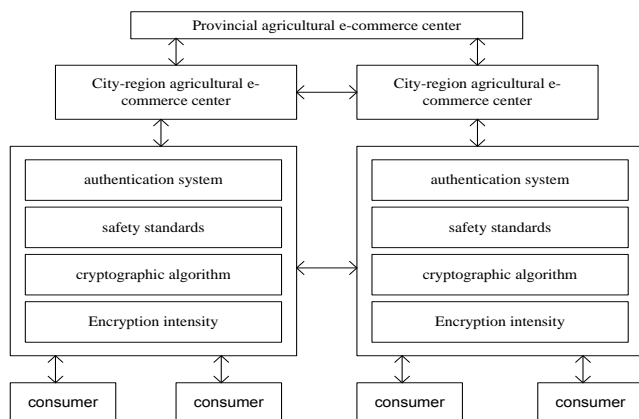 Provincial agricultural e-commerce center
City-region agricultural e-
commerce center
City-region agricultural e-
commerce center
authentication system
safety standards
cryptographic algorithm
Encryption intensity
authentication system
safety standards
cryptographic algorithm
Encryption intensity
consumer
consumer
consumer
consumer